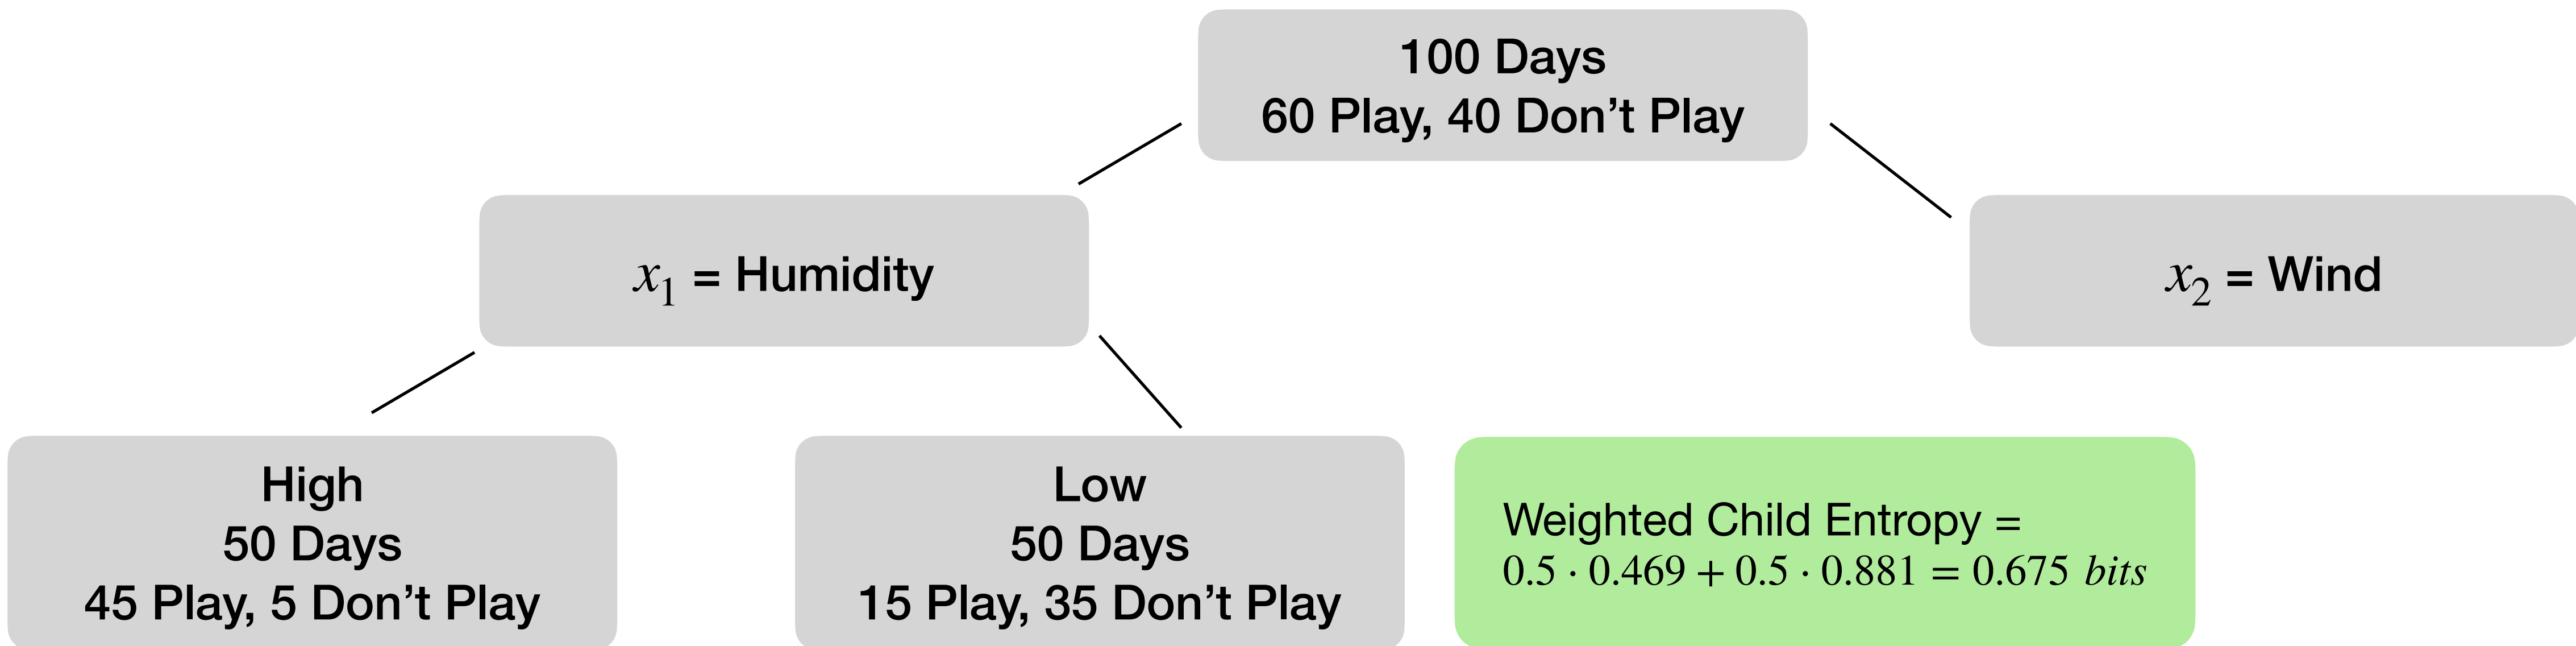 100 Days
60 Play, 40 Don’t Play
x₁ = Humidity
x₂ = Wind
High
50 Days
45 Play, 5 Don’t Play
Low
50 Days
15 Play, 35 Don’t Play
Weighted Child Entropy =
0.5 · 0.469 + 0.5 · 0.881 = 0.675 bits